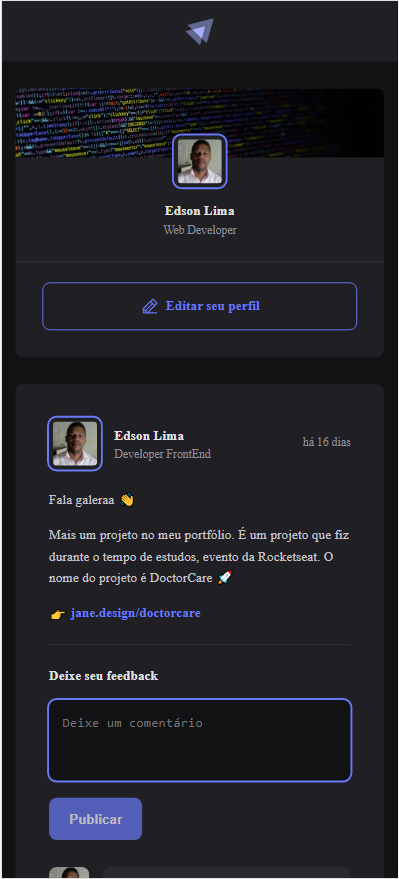 Edson Lima
Web Developer
Editar seu perfil
Edson Lima
Developer FrontEnd
há 16 dias
Fala galeraa 👋
Mais um projeto no meu portfólio. É um projeto que fiz
durante o tempo de estudos, evento da Rocketseat. O
nome do projeto é DoctorCare 🚀
👉 jane.design/doctorcare
Deixe seu feedback
Deixe um comentário
Publicar